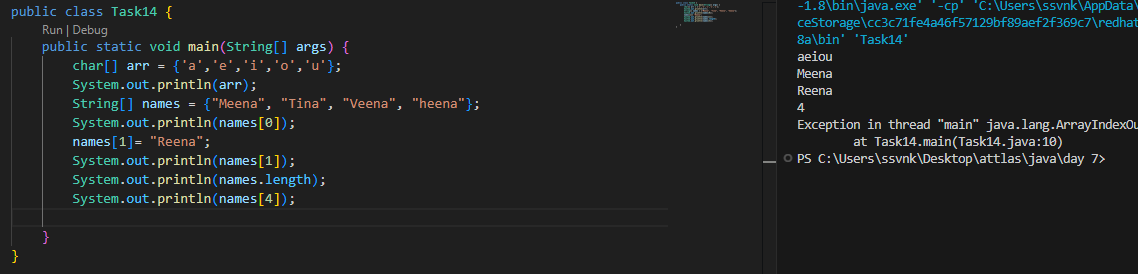 public class Task14 {
Run | Debug
public static void main(String[] args) {
char[] arr = {'a','e','i','o','u'};
System.out.println(arr);
String[] names = {"Meena", "Tina", "Veena", "heena"};
System.out.println(names[0]);
names[1]= "Reena";
System.out.println(names[1]);
System.out.println(names.length);
System.out.println(names[4]);
}
}
-1.8\bin\java.exe' '-cp' 'C:\Users\ssvnk\AppData\
ceStorage\cc3c71fe4a46f57129bf89aef2f369c7\redhat
8a\bin' 'Task14'
aeiou
Meena
Reena
4
Exception in thread "main" java.lang.ArrayIndexOu
at Task14.main(Task14.java:10)
PS C:\Users\ssvnk\Desktop\attlas\java\day 7>